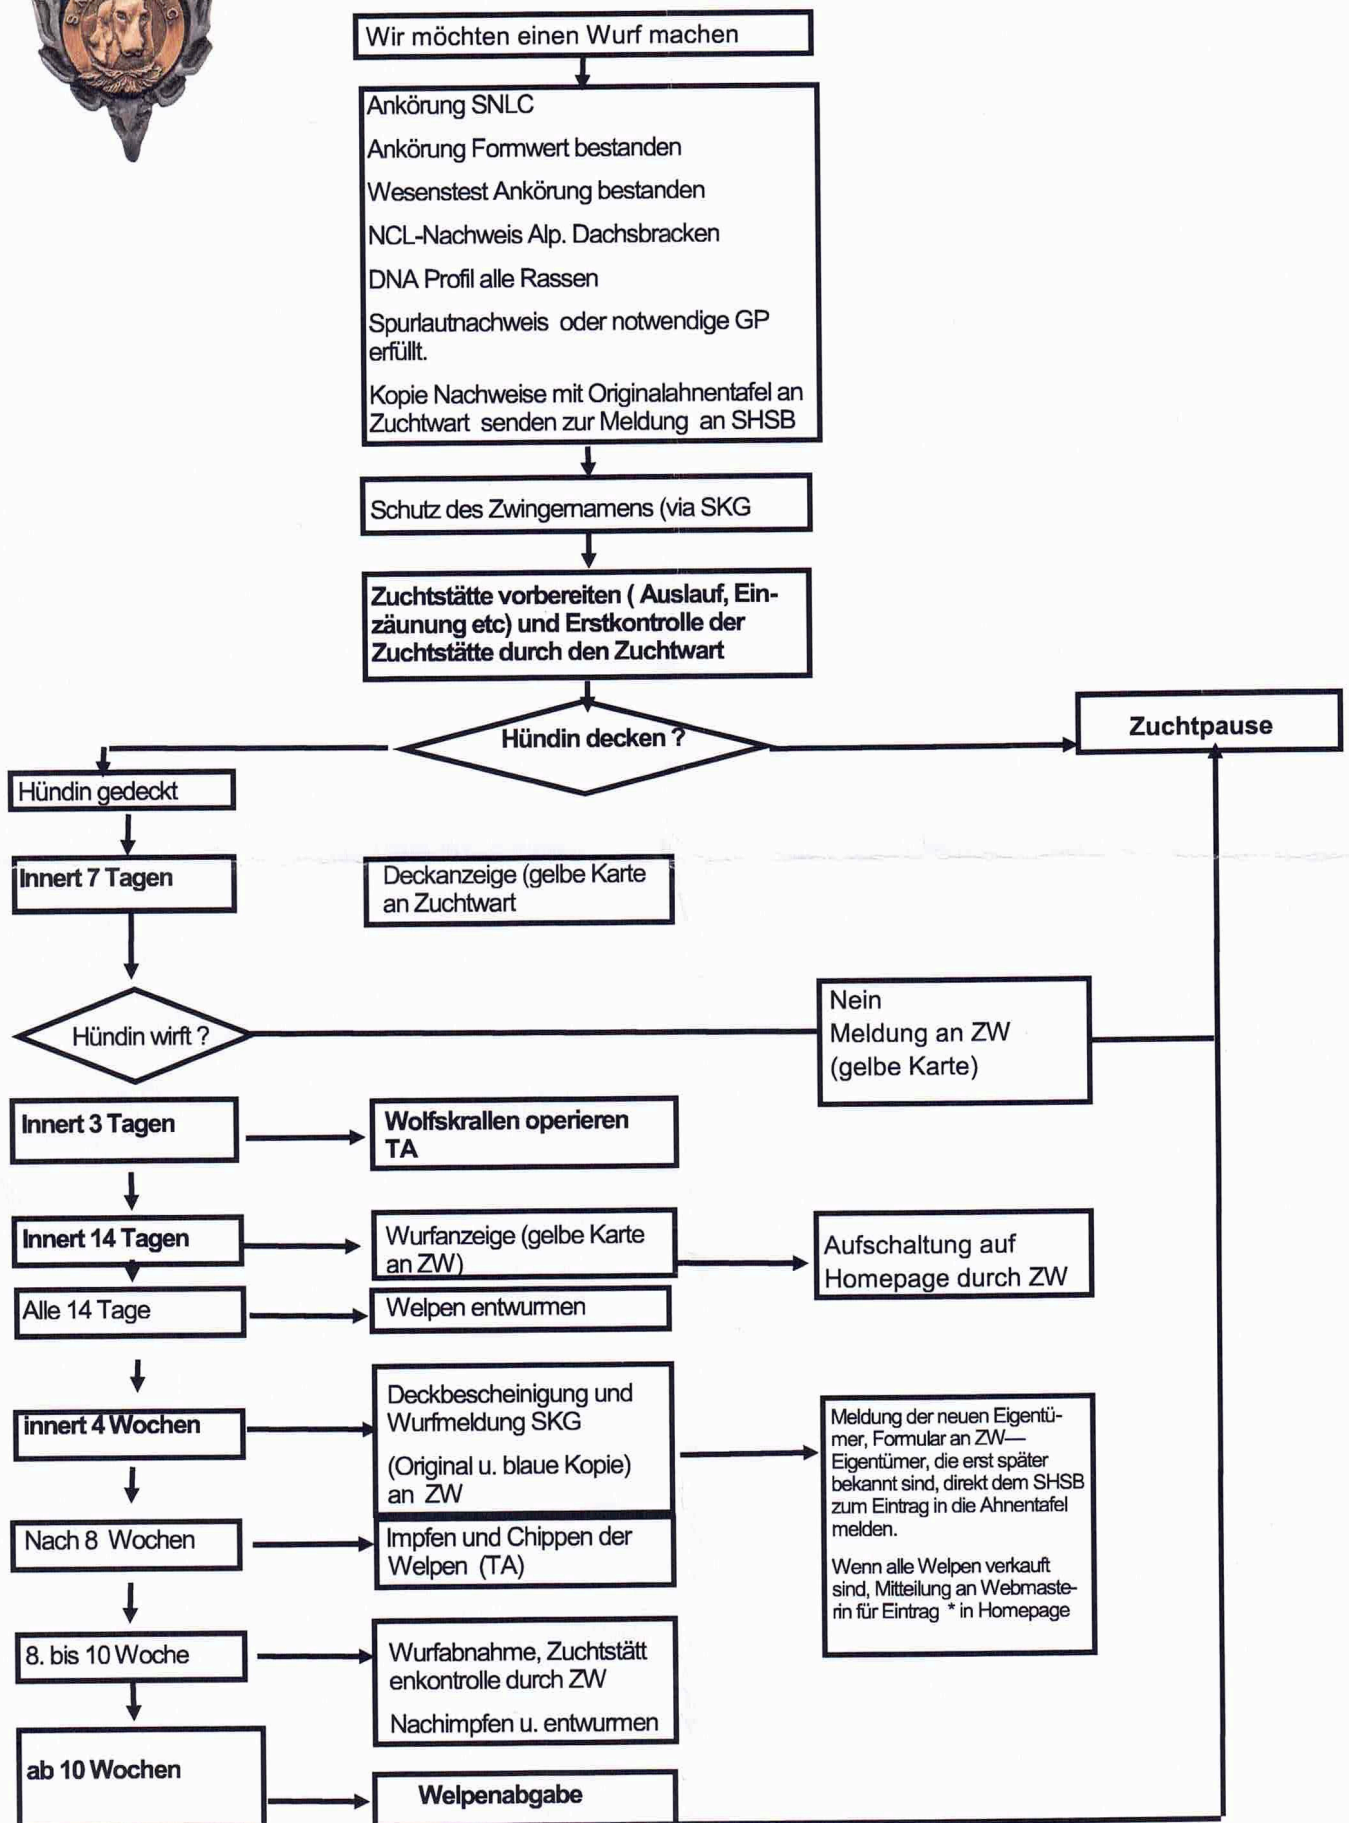 Wir möchten einen Wurf machen
Ankörung SNLC
Ankörung Formwert bestanden
Wesenstest Ankörung bestanden
NCL-Nachweis Alp. Dachsbracken
DNA Profil alle Rassen
Spurlautnachweis oder notwendige GP
erfüllt.
Kopie Nachweise mit Originalahnentafel an
Zuchtwart senden zur Meldung an SHSB
Schutz des Zwingernamens (via SKG
Zuchtstätte vorbereiten ( Auslauf, Ein-
zäunung etc) und Erstkontrolle der
Zuchtstätte durch den Zuchtwart
Hündin decken ?
Zuchtpause
Hündin gedeckt
Innert 7 Tagen
Deckanzeige (gelbe Karte
an Zuchtwart
Hündin wirft ?
Nein
Meldung an ZW
(gelbe Karte)
Innert 3 Tagen
Wolfskrallen operieren
TA
Innert 14 Tagen
Wurfanzeige (gelbe Karte
an ZW)
Aufschaltung auf
Homepage durch ZW
Alle 14 Tage
Welpen entwurmen
innert 4 Wochen
Deckbescheinigung und
Wurfmeldung SKG
(Original u. blaue Kopie)
an ZW
Meldung der neuen Eigentü-
mer, Formular an ZW—
Eigentümer, die erst später
bekannt sind, direkt dem SHSB
zum Eintrag in die Ahnentafel
melden.
Wenn alle Welpen verkauft
sind, Mitteilung an Webmaste-
rin für Eintrag * in Homepage
Nach 8 Wochen
Impfen und Chippen der
Welpen (TA)
8. bis 10 Woche
Wurfabnahme, Zuchtstätt
enkontrolle durch ZW
Nachimpfen u. entwurmen
ab 10 Wochen
Welpenabgabe